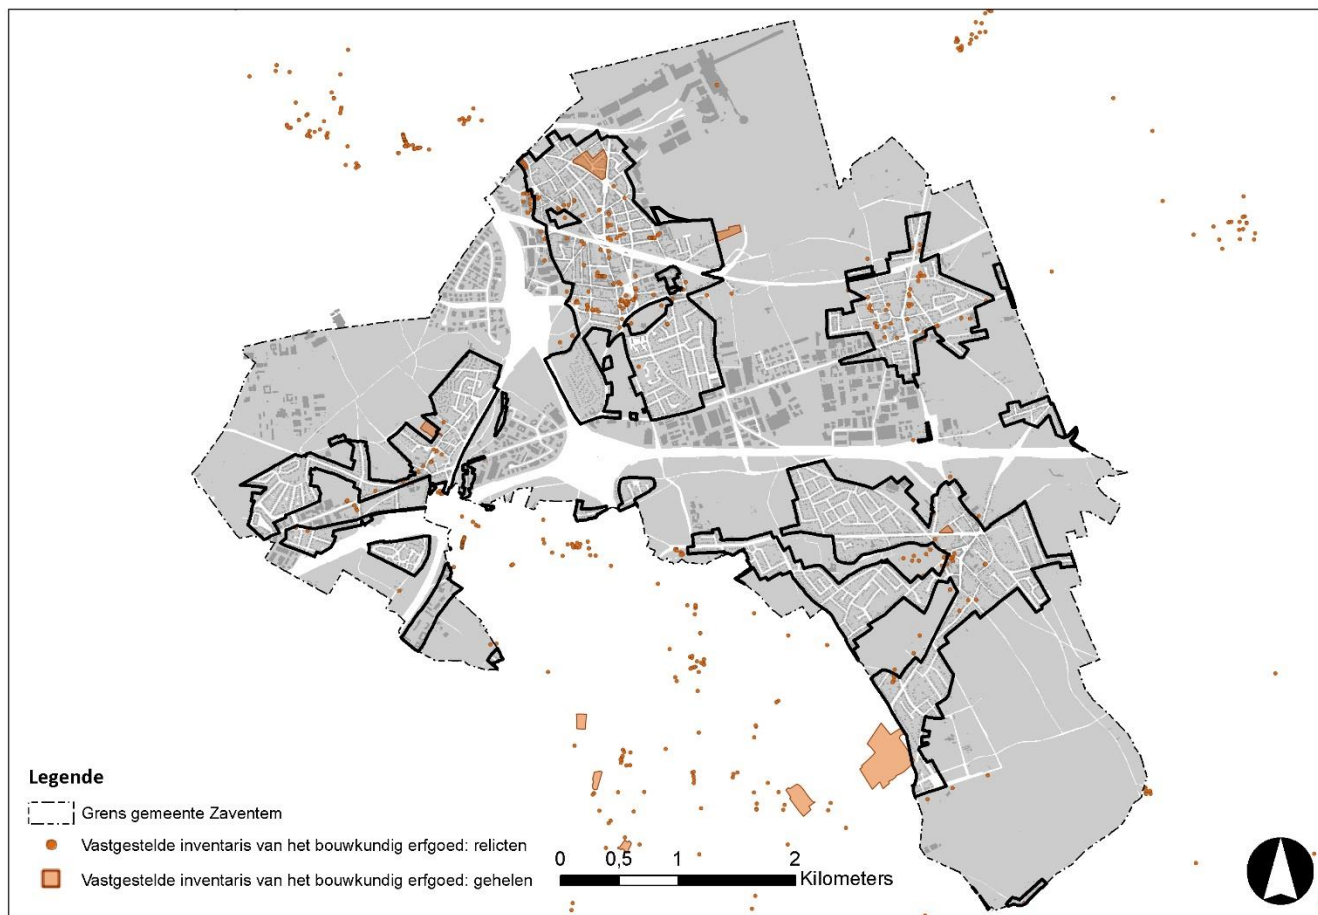 Legende
Grens gemeente Zaventem
Vastgestelde inventaris van het bouwkundig erfgoed: relicten
Vastgestelde inventaris van het bouwkundig erfgoed: gehelen
0 0,5 1 2
Kilometers